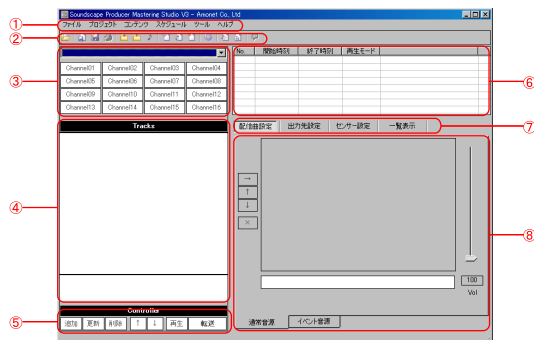 Soundscape Producer Mastering Studio V3 - Amonet Co., Ltd
① ファイル プロジェクト コンテンツ スケジュール ツール ヘルプ
②
③
Channel01 Channel02 Channel03 Channel04
Channel05 Channel06 Channel07 Channel08
Channel09 Channel10 Channel11 Channel12
Channel13 Channel14 Channel15 Channel16
No. 開始時刻 終了時刻 再生モード
⑥
④ Tracks
配信曲設定 出力先設定 センサー設定 一覧表示 ⑦
→
↑
↓
×
⑧
100
Vol
通常音源 イベント音源
Controller
⑤ 追加 更新 削除 ↑ ↓ 再生 転送